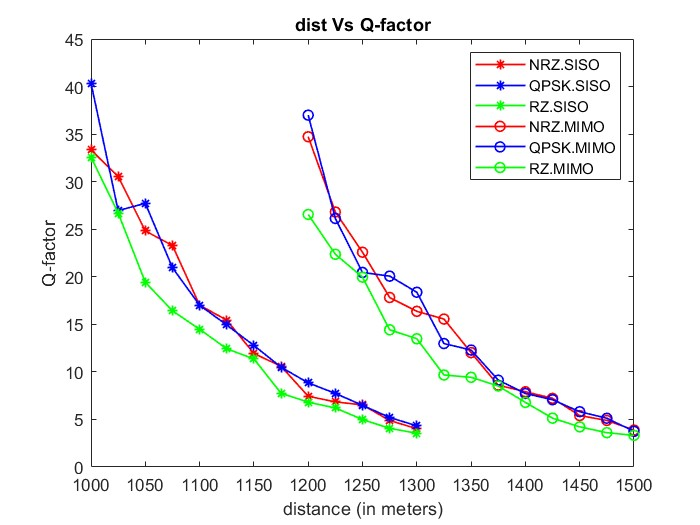 dist Vs Q-factor
45
40
35
30
25
20
15
10
5
0
Q-factor
NRZ.SISO
QPSK.SISO
RZ.SISO
NRZ.MIMO
QPSK.MIMO
RZ.MIMO
1000 1050 1100 1150 1200 1250 1300 1350 1400 1450 1500
distance (in meters)